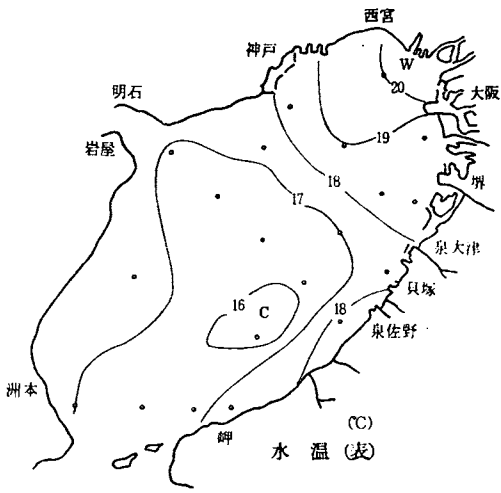 西宮
神戸
W
20
大阪
明石
19
岩屋
堺
18
17
泉大津
貝塚
16
C
18
泉佐野
洲本
岬
(℃)
水温(表)